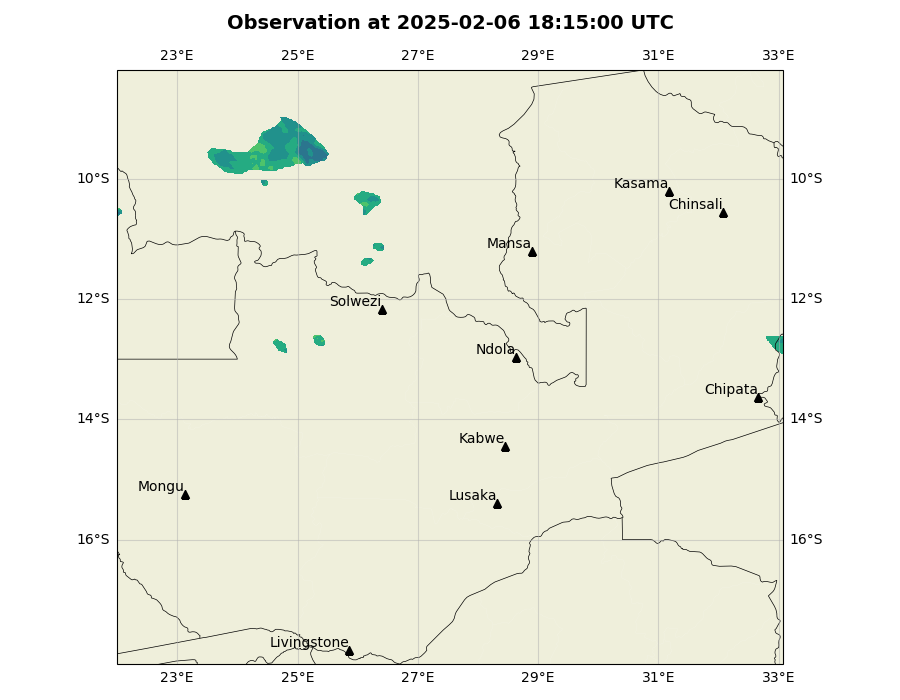 Observation at 2025-02-06 18:15:00 UTC
23°E 25°E 27°E 29°E 31°E 33°E
10°S 10°S
Kasama
Chinsali
Mansa
12°S 12°S
Solwezi
Ndola
Chipata
14°S 14°S
Kabwe
Mongu
Lusaka
16°S 16°S
Livingstone
23°E 25°E 27°E 29°E 31°E 33°E